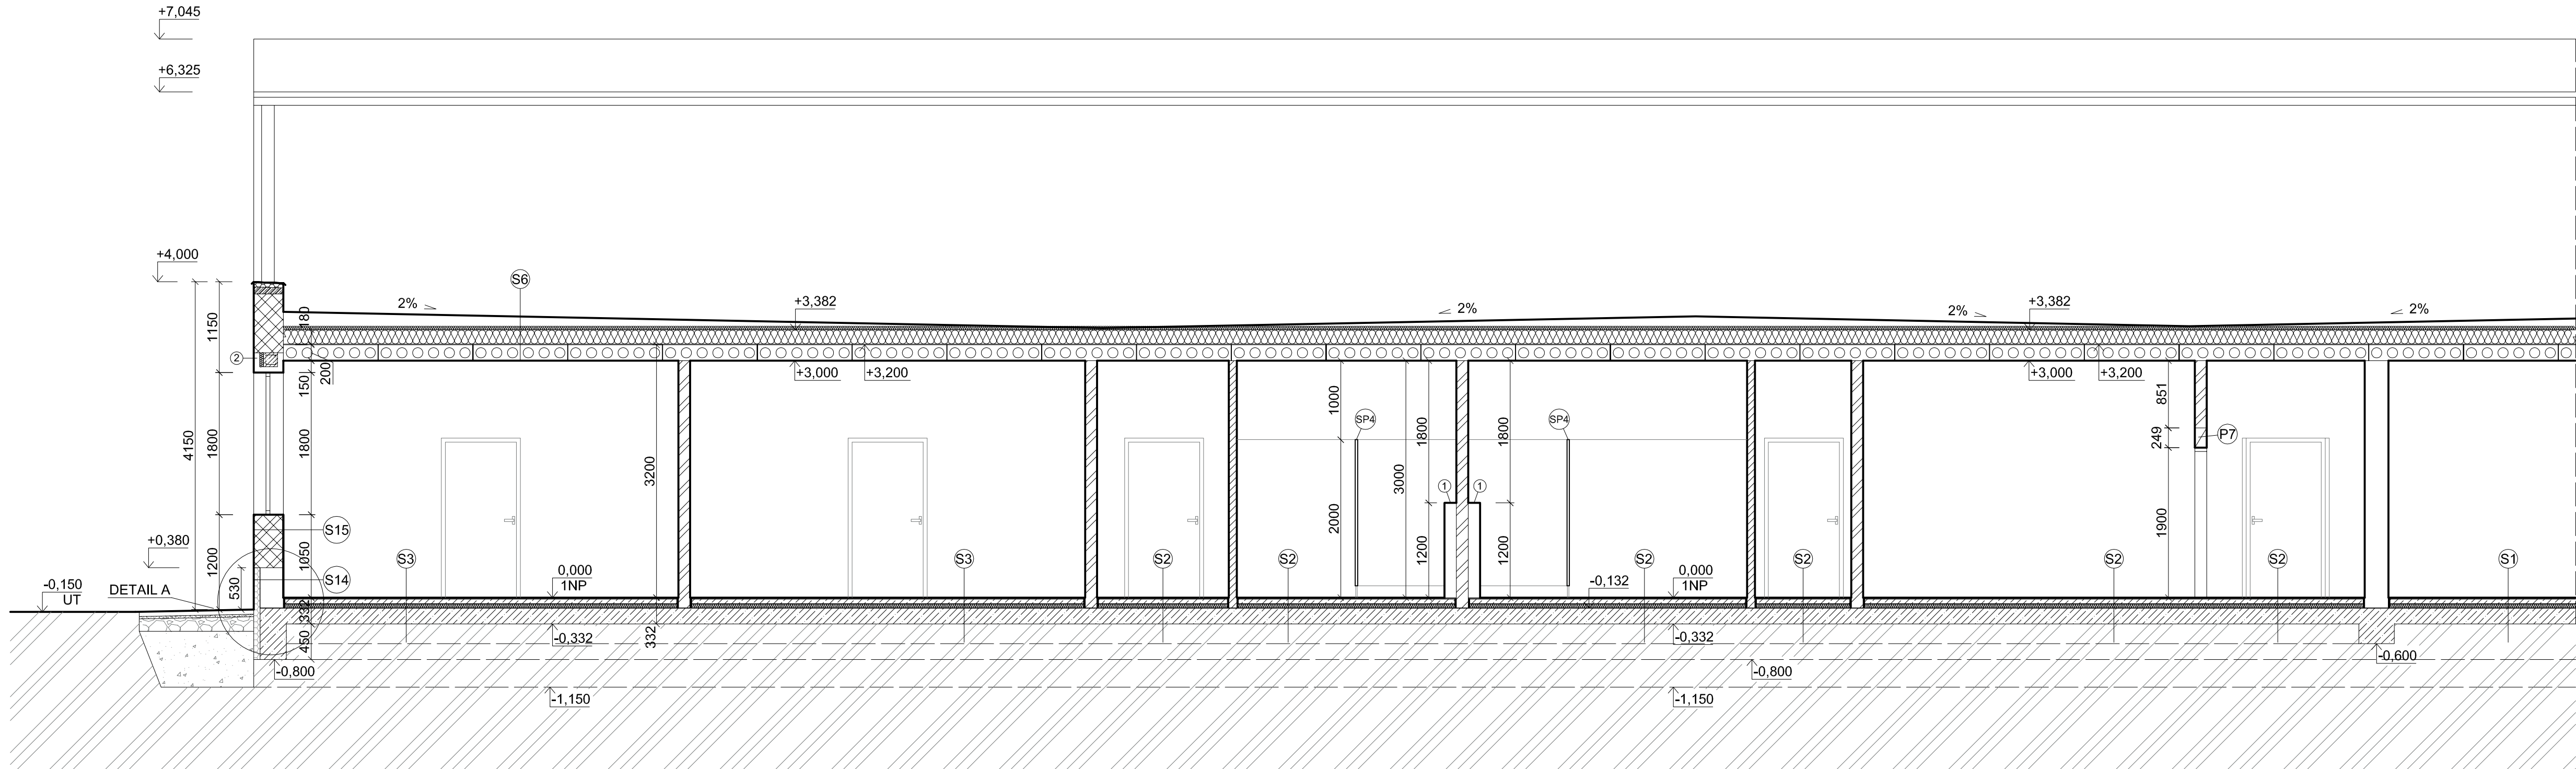 +7,045
+6,325
+4,000
S6
2%
+3,382
2%
2%
+3,382
2%
180
1150
2
200
150
+3,000
+3,200
+3,000
+3,200
1000
851
SP4
SP4
4150
1800
1800
3200
3000
1800
1800
249
P7
1
1
2000
1900
S15
+0,380
1200
1050
1200
1200
S3
S3
S2
S2
S2
S2
S2
S2
S1
-0,150
UT
DETAIL A
530
S14
0,000
1NP
-0,132
0,000
1NP
332
450
-0,332
332
-0,332
-0,600
-0,800
-0,800
-1,150
-1,150